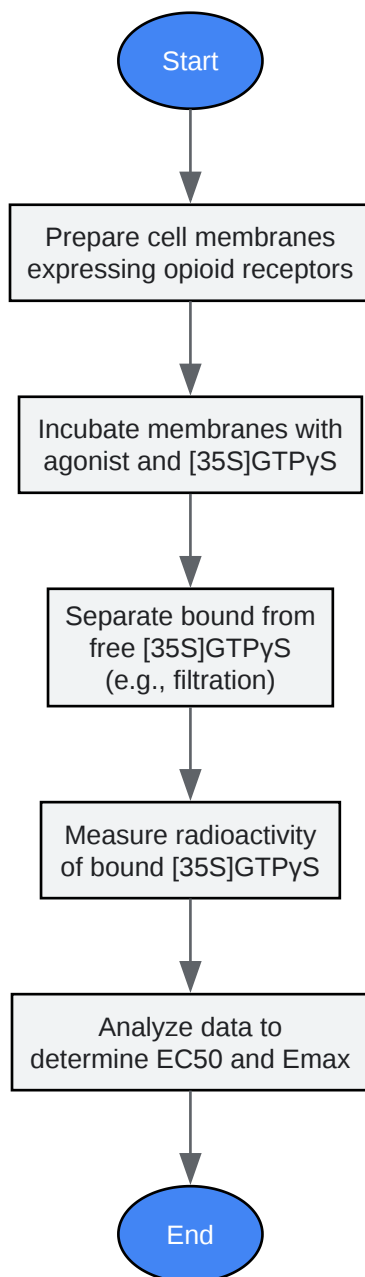 Start
Prepare cell membranes
expressing opioid receptors
Incubate membranes with
agonist and [35S]GTPγS
Separate bound from
free [35S]GTPγS
(e.g., filtration)
Measure radioactivity
of bound [35S]GTPγS
Analyze data to
determine EC50 and Emax
End